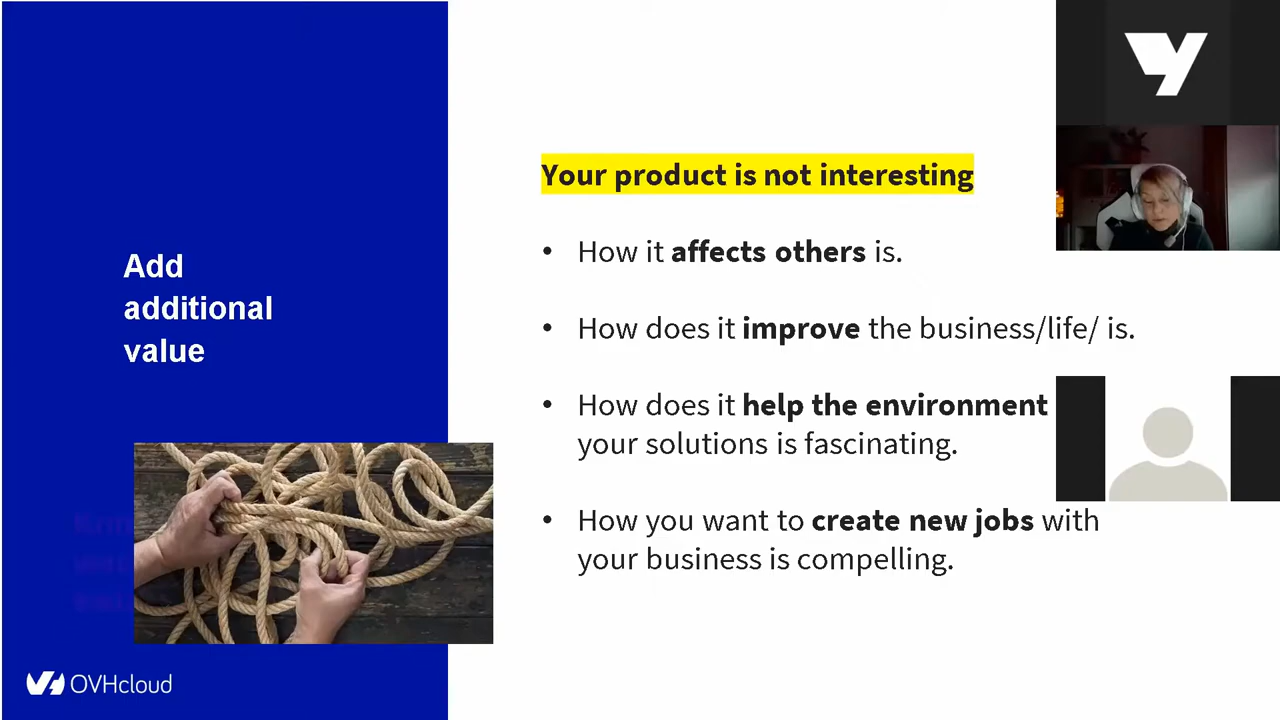 Add
additional
value
Your product is not interesting
• How it affects others is.
• How does it improve the business/life/ is.
• How does it help the environment
your solutions is fascinating.
• How you want to create new jobs with
your business is compelling.
OVHcloud